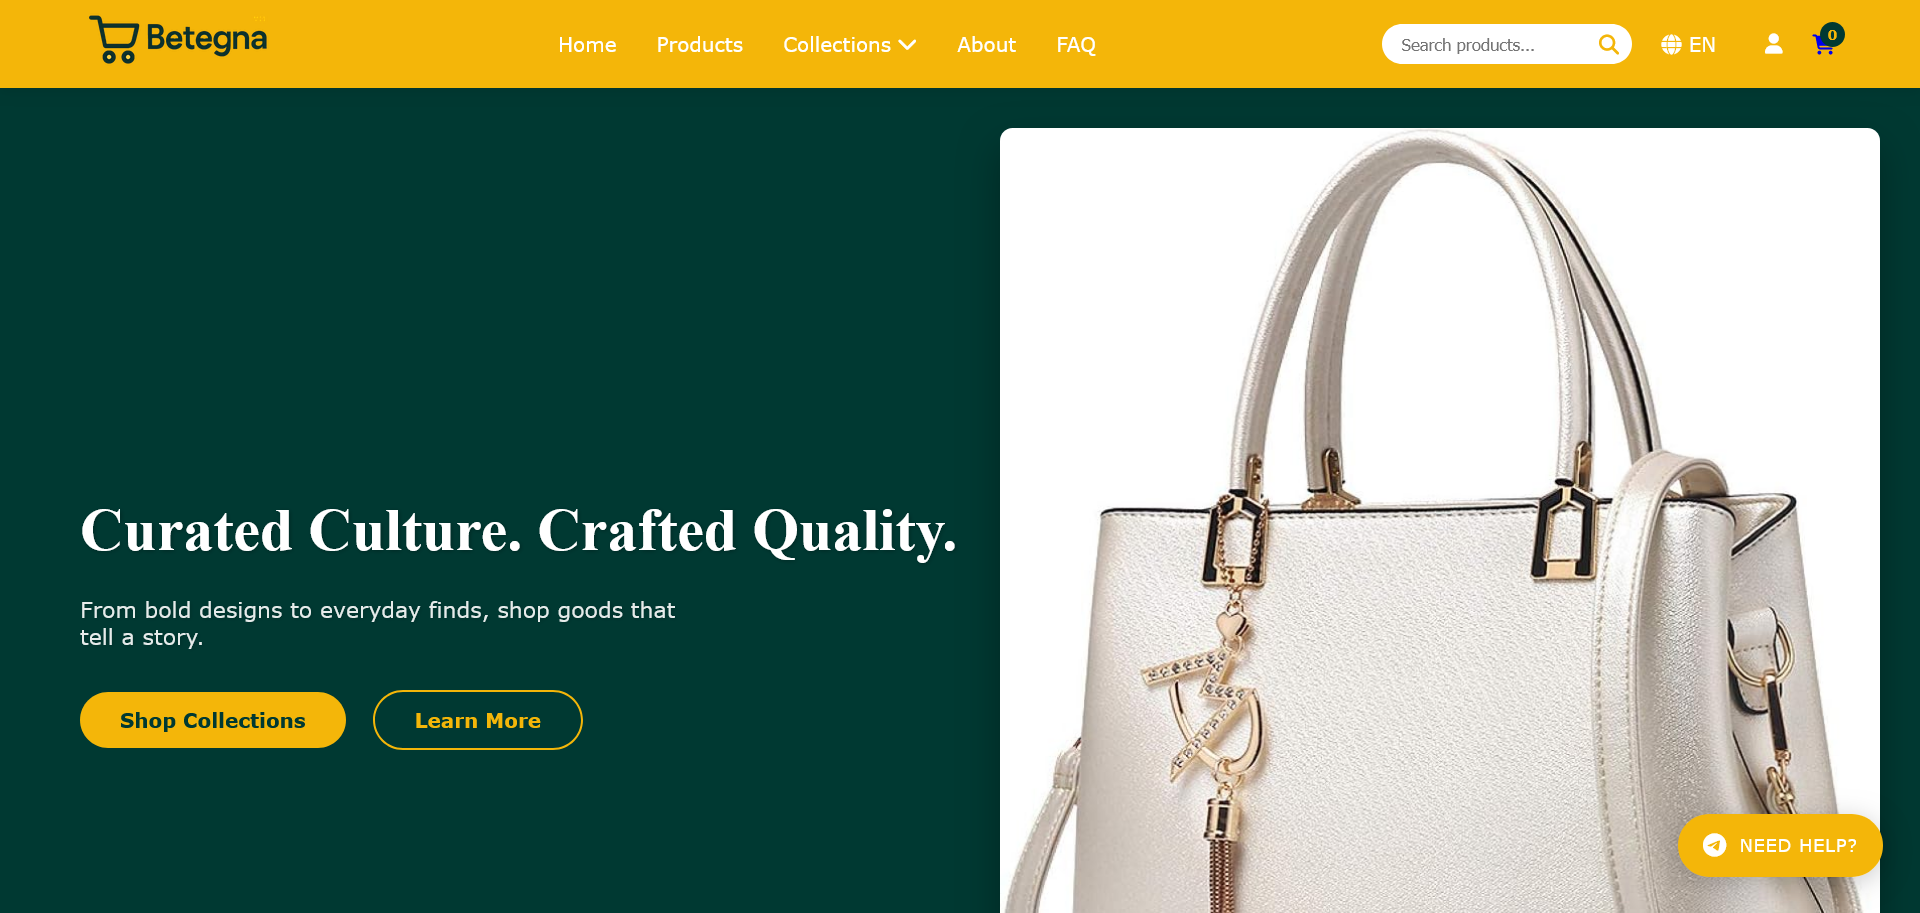 Betegna
Home
Products
Collections
About
FAQ
Search products...
EN
0
Curated Culture. Crafted Quality.
From bold designs to everyday finds, shop goods that
tell a story.
Shop Collections
Learn More
NEED HELP?